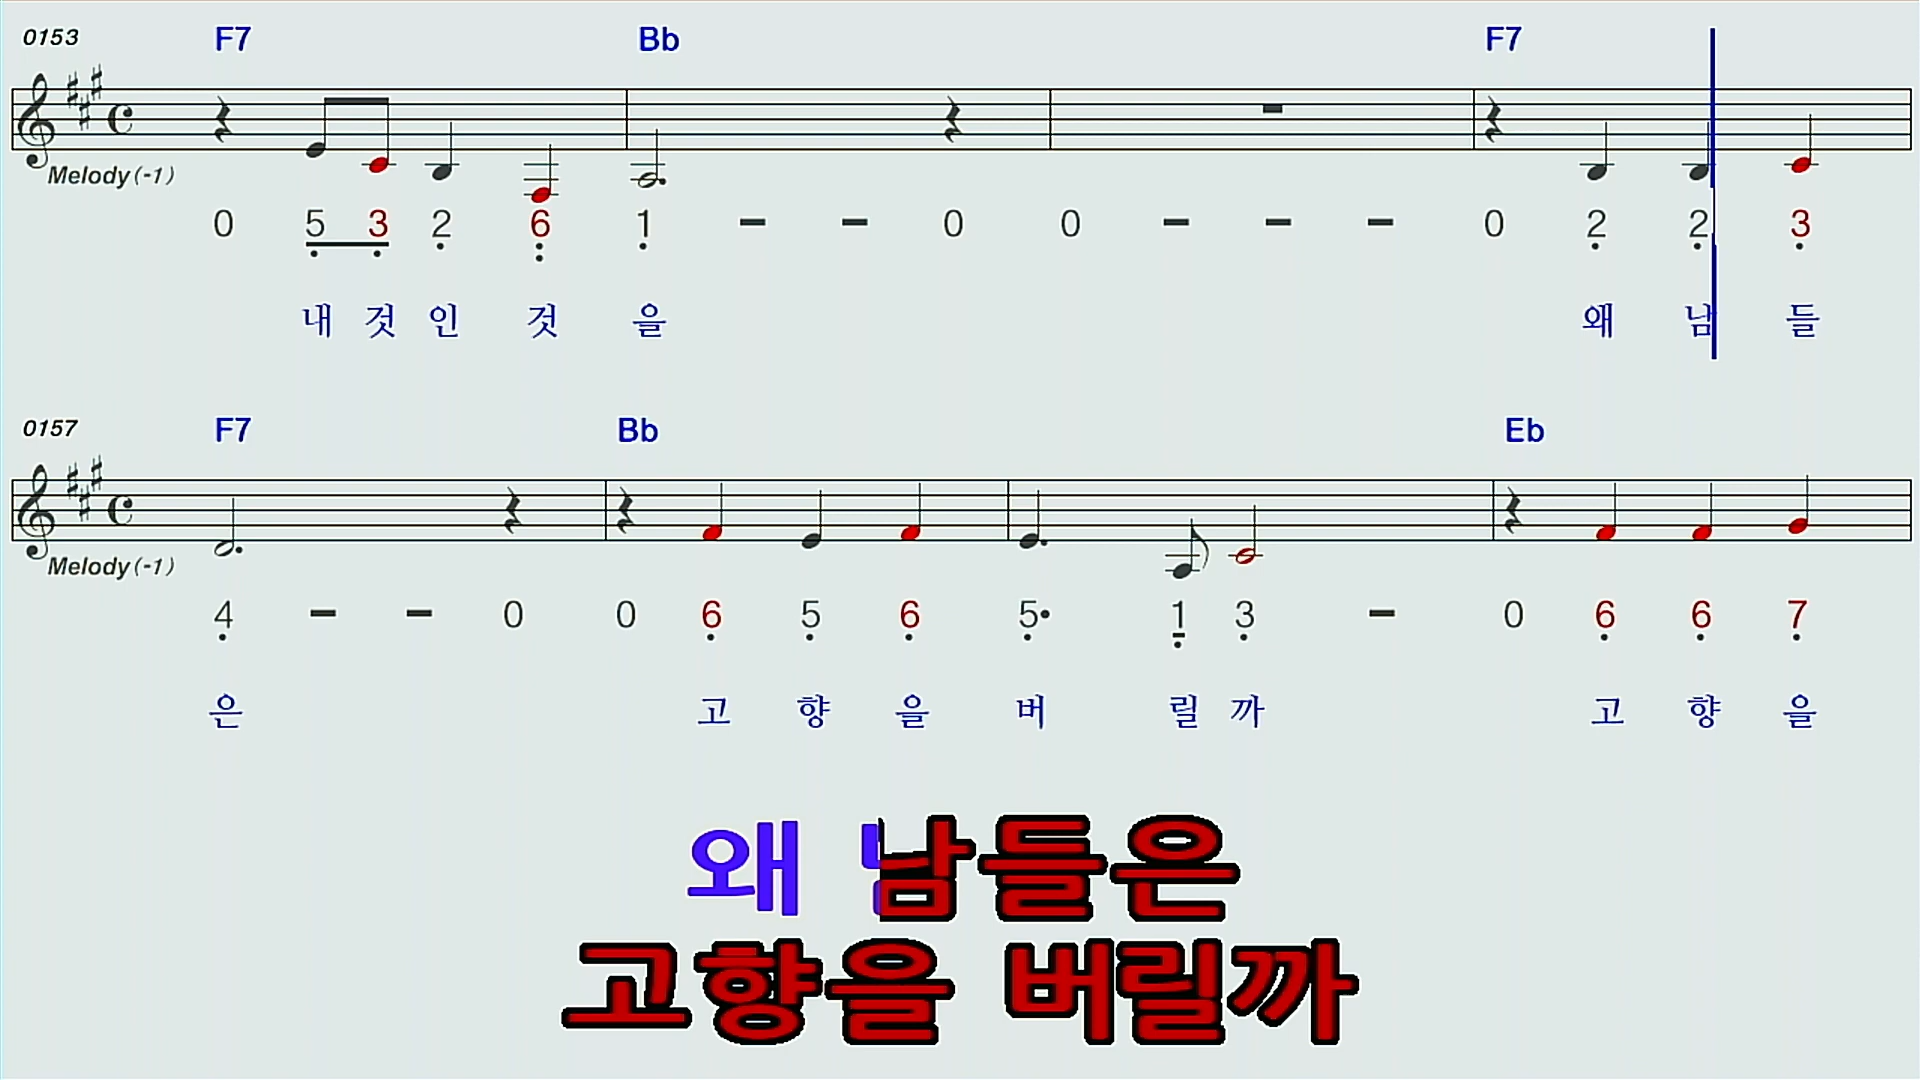 0153 F7 Bb F7
Melody(-1)
0 5 3 2 6 1 - - 0 0 - - - 0 2 2 3
내 것 인 것 을 왜 남 들
0157 F7 Bb Eb
Melody(-1)
4 - - 0 0 6 5 6 5• 1 3 - 0 6 6 7
은 고 향 을 버 릴 까 고 향 을
왜 남들은
고향을 버릴까